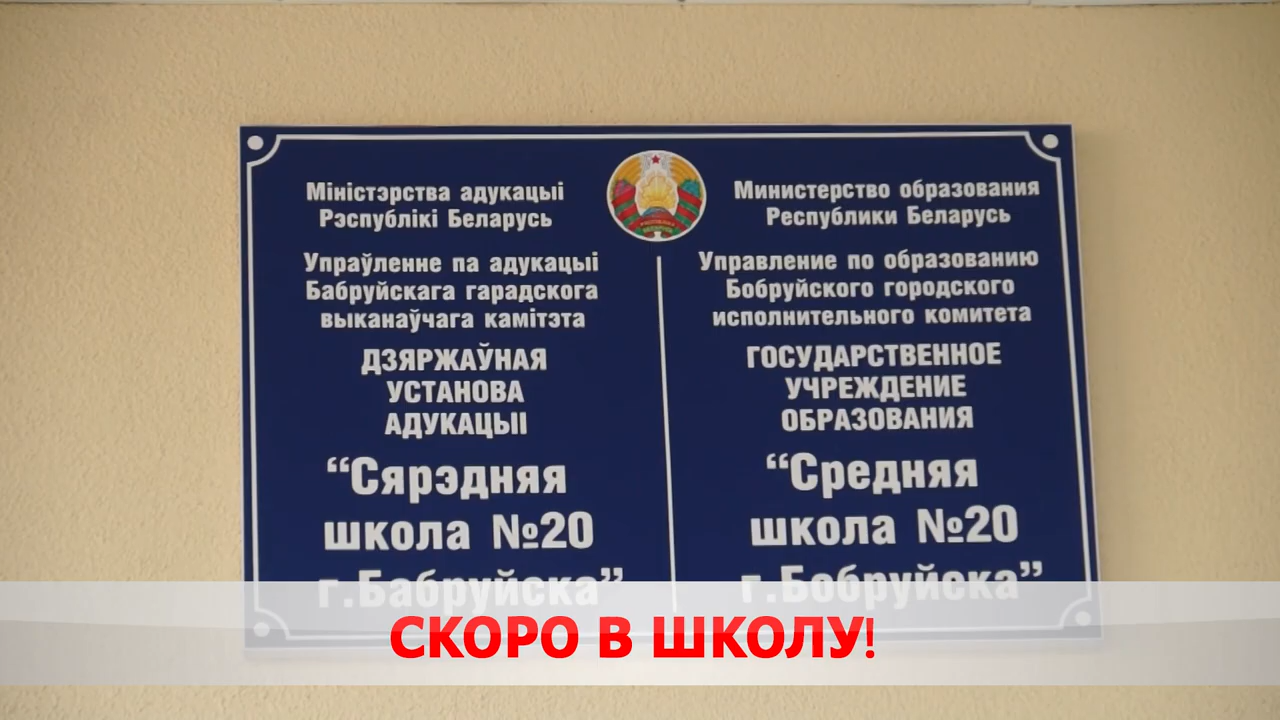 Міністэрства адукацыі
Рэспублікі Беларусь
Упраўленне па адукацыі
Бабруйскага гарадскога
выканаўчага камітэта
ДЗЯРЖАЎНАЯ
УСТАНОВА
АДУКАЦЫІ
“Сярэдняя
школа №20
г.Бабруйска”
Министерство образования
Республики Беларусь
Управление по образованию
Бобруйского городского
исполнительного комитета
ГОСУДАРСТВЕННОЕ
УЧРЕЖДЕНИЕ
ОБРАЗОВАНИЯ
“Средняя
школа №20
г.Бобруйска”
СКОРО В ШКОЛУ!